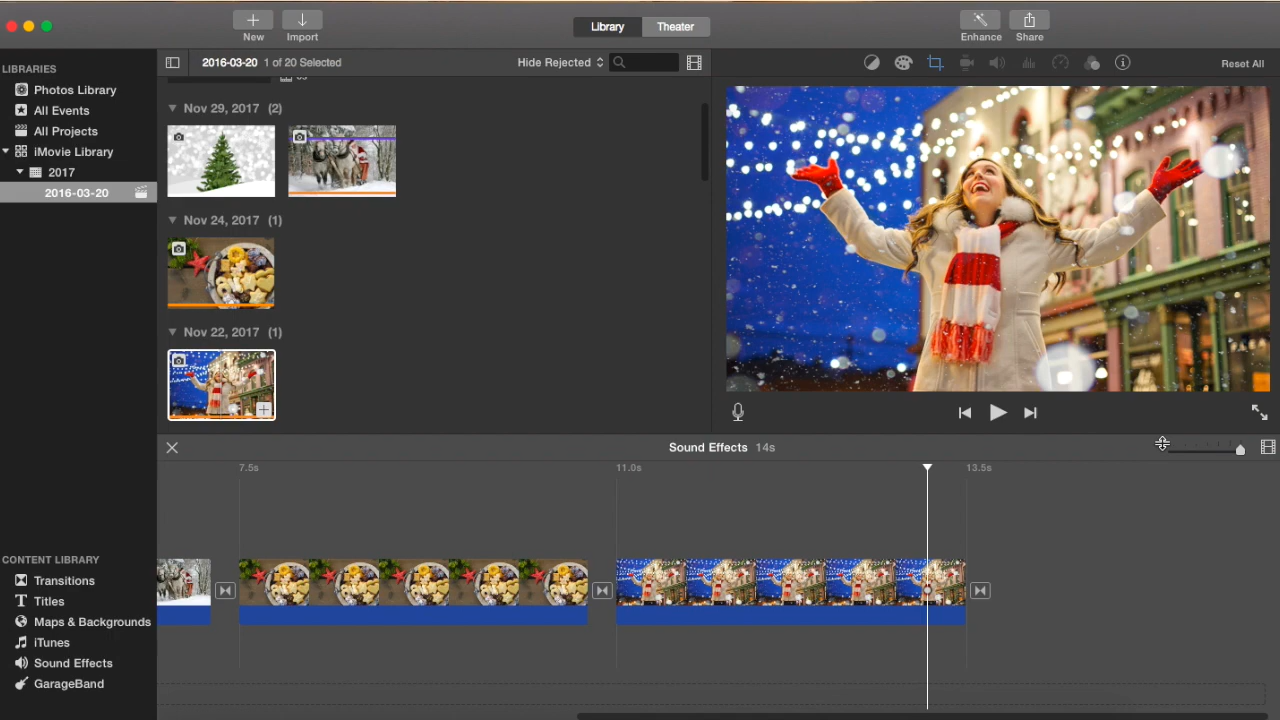 Library Theater
New Import Enhance Share
LIBRARIES
2016-03-20 1 of 20 Selected Hide Rejected Reset All
Photos Library
All Events
All Projects
iMovie Library
2017
2016-03-20
Nov 29, 2017 (2)
Nov 24, 2017 (1)
Nov 22, 2017 (1)
Sound Effects 14s
7.5s 11.0s 13.5s
CONTENT LIBRARY
Transitions
Titles
Maps & Backgrounds
iTunes
Sound Effects
GarageBand